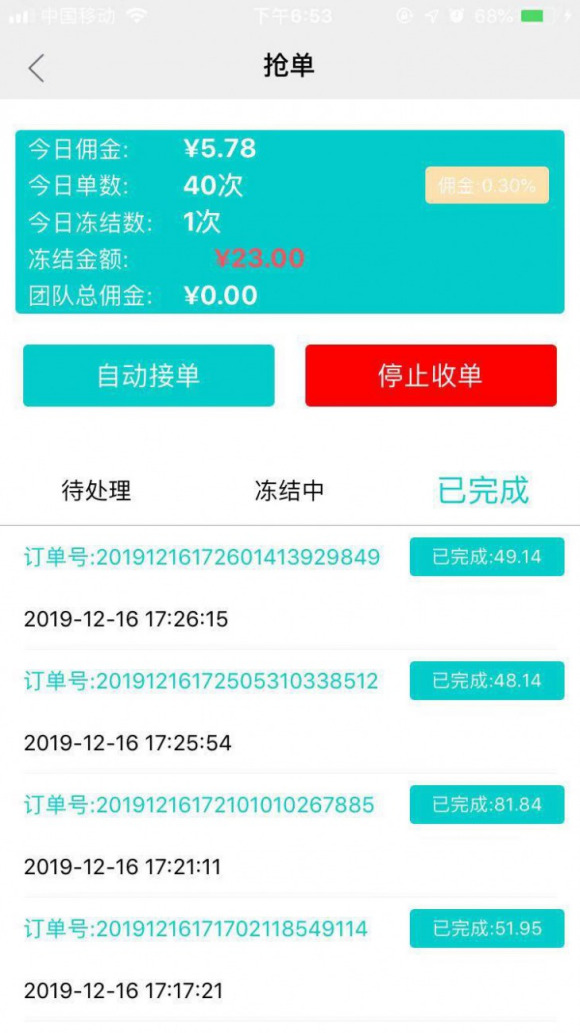 中国移动
下午6:53
68%
抢单
今日佣金: ¥5.78
今日单数: 40次
佣金:0.30%
今日冻结数: 1次
冻结金额: ¥23.00
团队总佣金: ¥0.00
自动接单
停止收单
待处理
冻结中
已完成
订单号:20191216172601413929849
已完成:49.14
2019-12-16 17:26:15
订单号:20191216172505310338512
已完成:48.14
2019-12-16 17:25:54
订单号:20191216172101010267885
已完成:81.84
2019-12-16 17:21:11
订单号:20191216171702118549114
已完成:51.95
2019-12-16 17:17:21